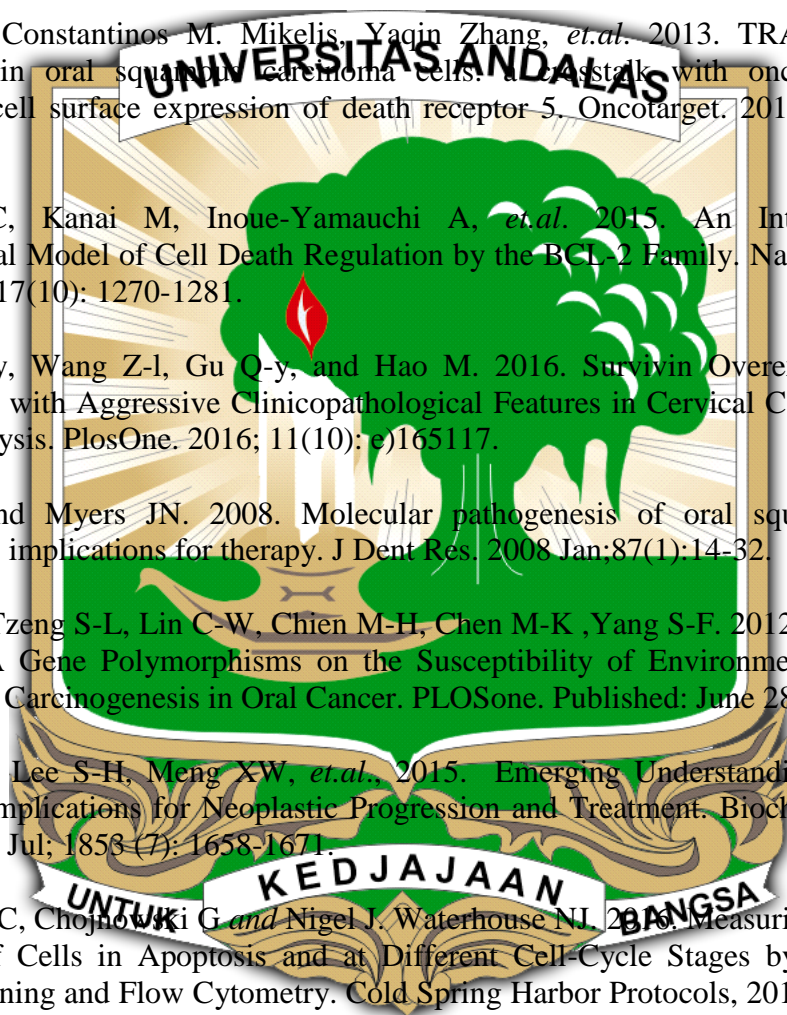 Constantinos M. Mikelis, Yaqin Zhang, et.al. 2013. TRA
UNIVERSITAS ANDALAS
in oral squamous carcinoma cells: a crosstalk with onc
cell surface expression of death receptor 5. Oncotarget. 201
C, Kanai M, Inoue-Yamauchi A, et.al. 2015. An Int
al Model of Cell Death Regulation by the BCL-2 Family. Na
17(10): 1270-1281.
y, Wang Z-l, Gu Q-y, and Hao M. 2016. Survivin Overe
with Aggressive Clinicopathological Features in Cervical C
ysis. PlosOne. 2016; 11(10): e)165117.
nd Myers JN. 2008. Molecular pathogenesis of oral squ
implications for therapy. J Dent Res. 2008 Jan;87(1):14-32.
Tzeng S-L, Lin C-W, Chien M-H, Chen M-K ,Yang S-F. 2012
A Gene Polymorphisms on the Susceptibility of Environme
Carcinogenesis in Oral Cancer. PLOSone. Published: June 28
Lee S-H, Meng XW, et.al., 2015. Emerging Understandi
mplications for Neoplastic Progression and Treatment. Bioch
Jul; 1853 (7): 1658-1671.
UNTUK KEDJAJAAN BANGSA
C, Chojnowski G and Nigel J. Waterhouse NJ. 2016. Measuri
f Cells in Apoptosis and at Different Cell-Cycle Stages by
ning and Flow Cytometry. Cold Spring Harbor Protocols, 201